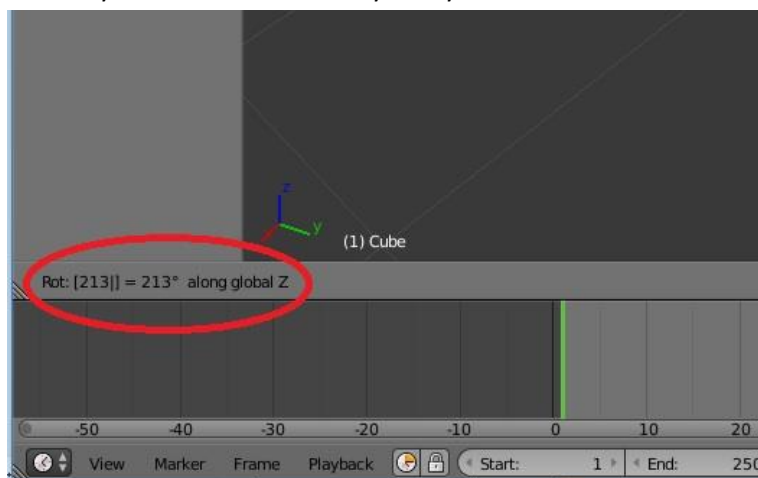 z
y
(1) Cube
Rot: [213|] = 213° along global Z
-50 -40 -30 -20 -10 0 10 20
View Marker Frame Playback Start: 1 End: 250